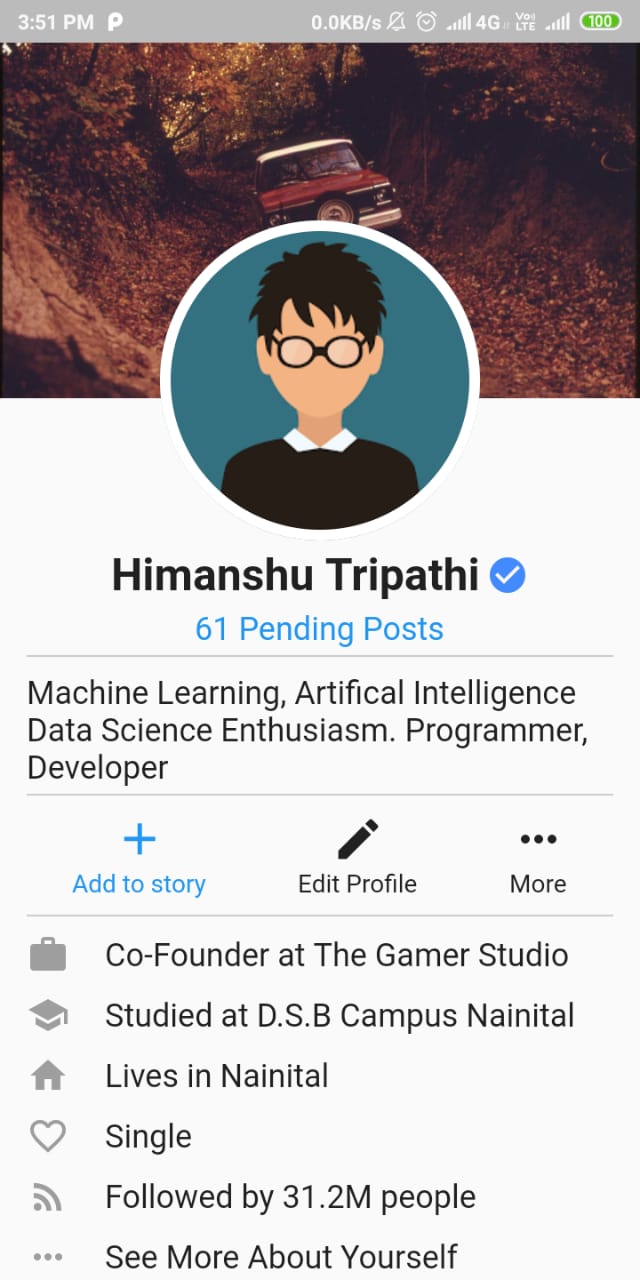 3:51 PM
0.0KB/s 4G Vo LTE 100
Himanshu Tripathi
61 Pending Posts
Machine Learning, Artifical Intelligence
Data Science Enthusiasm. Programmer,
Developer
Add to story Edit Profile More
Co-Founder at The Gamer Studio
Studied at D.S.B Campus Nainital
Lives in Nainital
Single
Followed by 31.2M people
See More About Yourself